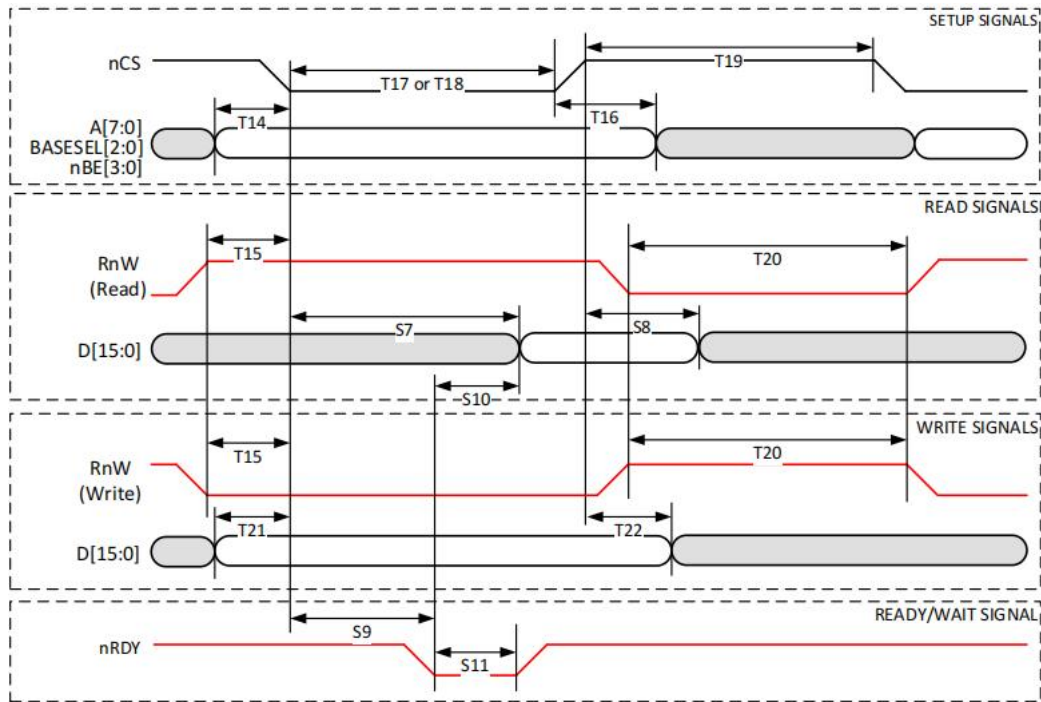 SETUP SIGNALS
nCS
T19
T17 or T18
T14
T16
A[7:0]
BASESEL[2:0]
nBE[3:0]
READ SIGNALS
T15
T20
RnW
(Read)
S7
S8
D[15:0]
S10
WRITE SIGNALS
T15
T20
RnW
(Write)
T21
T22
D[15:0]
READY/WAIT SIGNAL
S9
nRDY
S11